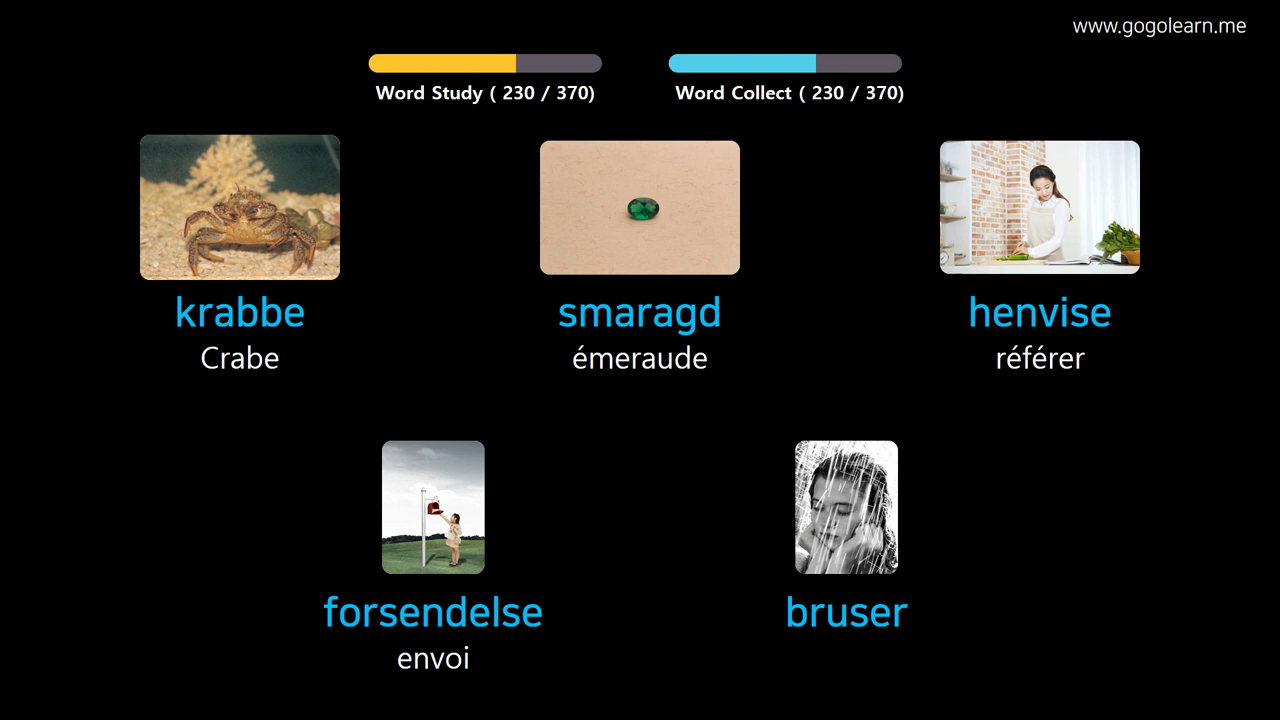 www.gogolearn.me
Word Study ( 230 / 370)
Word Collect ( 230 / 370)
krabbe
Crabe
smaragd
émeraude
henvise
référer
forsendelse
envoi
bruser